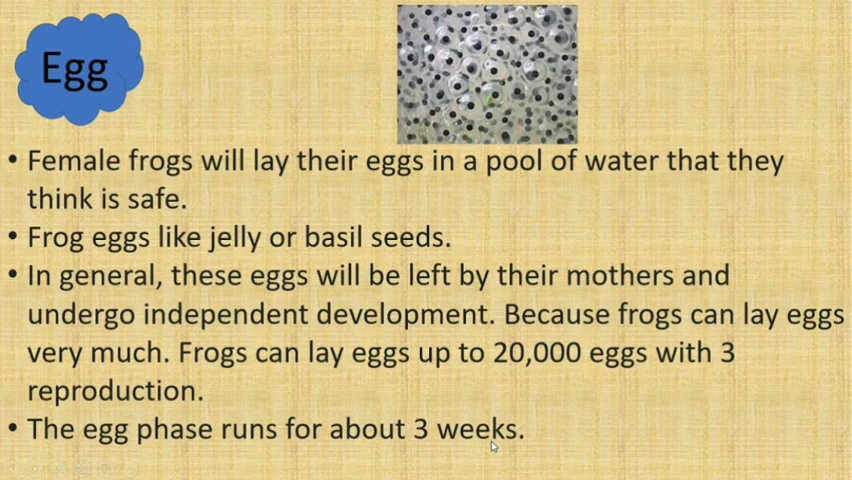 Egg
• Female frogs will lay their eggs in a pool of water that they
think is safe.
• Frog eggs like jelly or basil seeds.
• In general, these eggs will be left by their mothers and
undergo independent development. Because frogs can lay eggs
very much. Frogs can lay eggs up to 20,000 eggs with 3
reproduction.
• The egg phase runs for about 3 weeks.